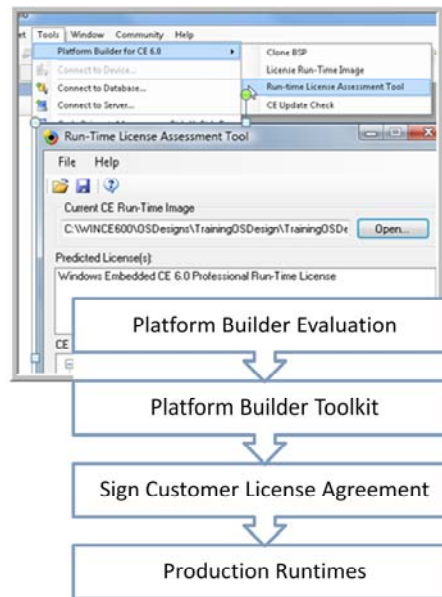 Tools Window Community Help
Platform Builder for CE 6.0
Clone BSP
Connect to Device...
License Run-Time Image
Connect to Database...
Run-time License Assessment Tool
Connect to Server...
CE Update Check
Run-Time License Assessment Tool
File Help
Current CE Run-Time Image
C:\WINCE600\OSDesigns\TrainingOSDesign\TrainingOSDe
Open...
Predicted License(s):
Windows Embedded CE 6.0 Professional Run-Time License
CE
Platform Builder Evaluation
Platform Builder Toolkit
Sign Customer License Agreement
Production Runtimes